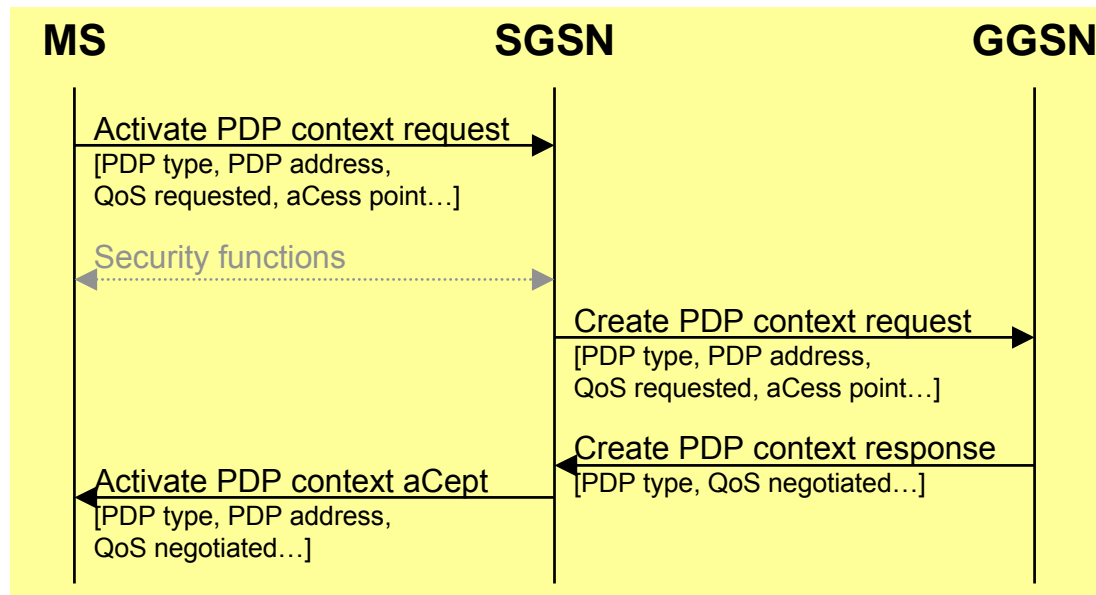 MS SGSN GGSN
Activate PDP context request
[PDP type, PDP address,
QoS requested, aCess point…]
Security functions
Create PDP context request
[PDP type, PDP address,
QoS requested, aCess point…]
Create PDP context response
[PDP type, QoS negotiated…]
Activate PDP context aCept
[PDP type, PDP address,
QoS negotiated…]